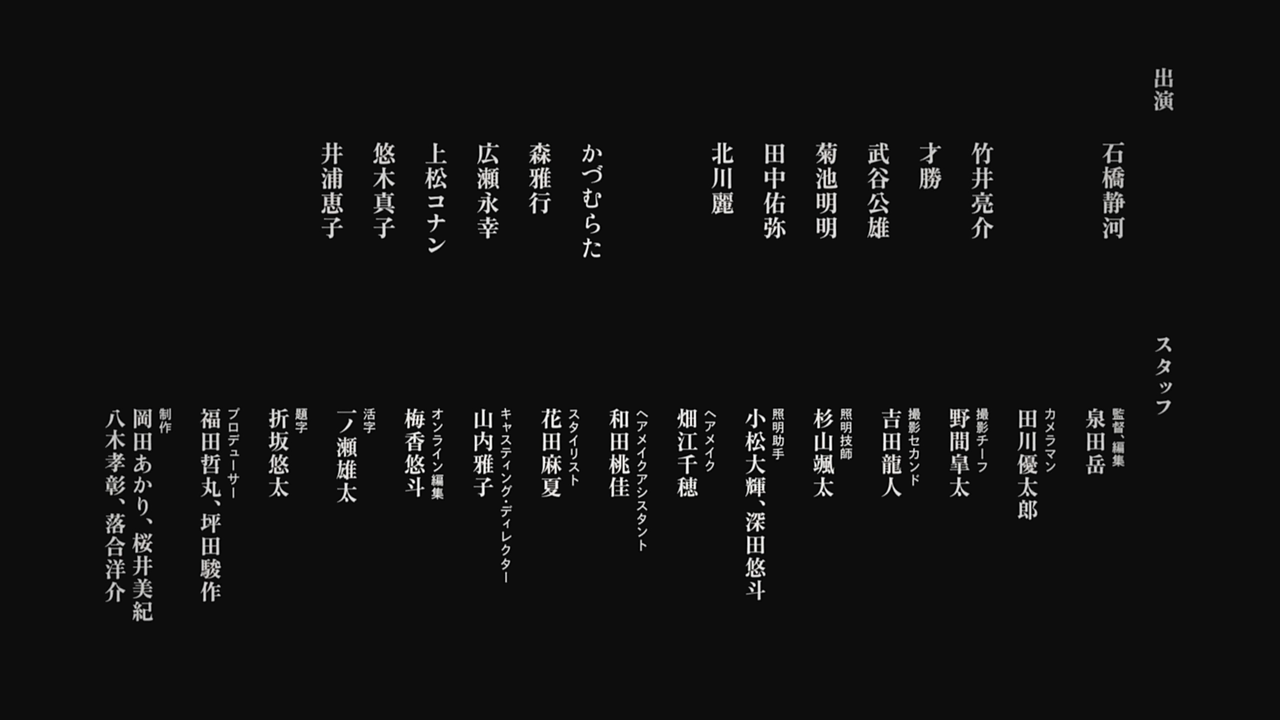 出演
石橋静河
竹井亮介
才勝
武谷公雄
菊池明明
田中佑弥
北川麗
かづむらた
森雅行
広瀬永幸
上松コナン
悠木真子
井浦恵子
スタッフ
監督、編集
泉田岳
カメラマン
田川優太郎
撮影チーフ
野間皐太
撮影セカンド
吉田龍人
照明技師
杉山颯太
照明助手
小松大輝、深田悠斗
ヘアメイク
畑江千穂
ヘアメイクアシスタント
和田桃佳
スタイリスト
花田麻夏
キャスティング・ディレクター
山内雅子
オンライン編集
梅香悠斗
活字
一ノ瀬雄太
題字
折坂悠太
プロデューサー
福田哲丸、坪田駿作
制作
岡田あかり、桜井美紀
八木孝彰、落合洋介